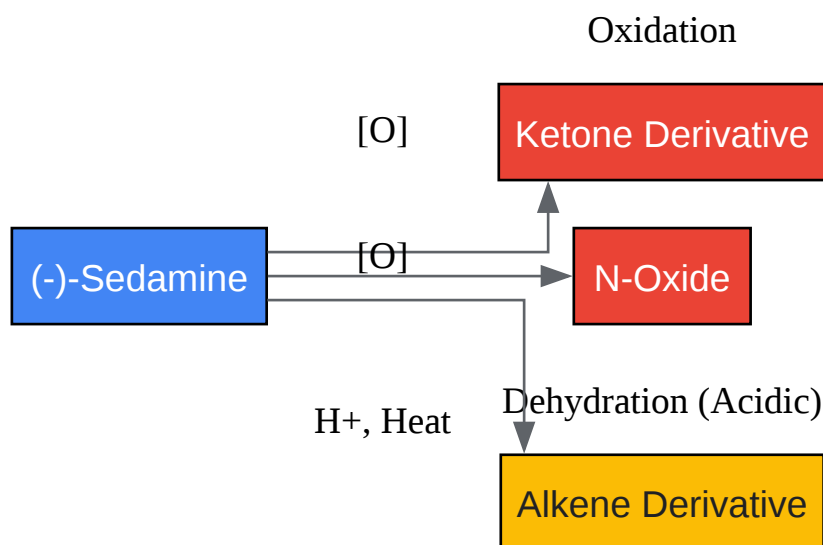 Oxidation
[O]
Ketone Derivative
[O]
(-)-Sedamine
N-Oxide
Dehydration (Acidic)
H+, Heat
Alkene Derivative